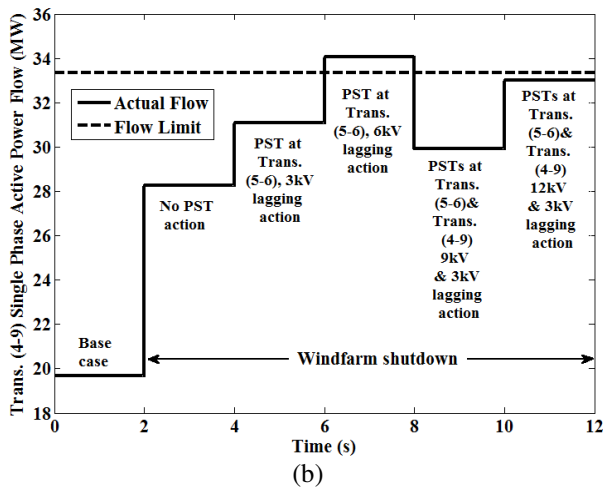 Trans. (4-9) Single Phase Active Power Flow (MW)
36
34
32
30
28
26
24
22
20
18
Actual Flow
Flow Limit
PST at
Trans.
(5-6), 3kV
lagging
action
PST at
Trans.
(5-6), 6kV
lagging
action
PSTs at
Trans.
(5-6)&
Trans.
(4-9)
9kV
& 3kV
lagging
action
PSTs at
Trans.
(5-6)&
Trans.
(4-9)
12kV
& 3kV
lagging
action
No PST
action
Base
case
Windfarm shutdown
0 2 4 6 8 10 12
Time (s)
(b)